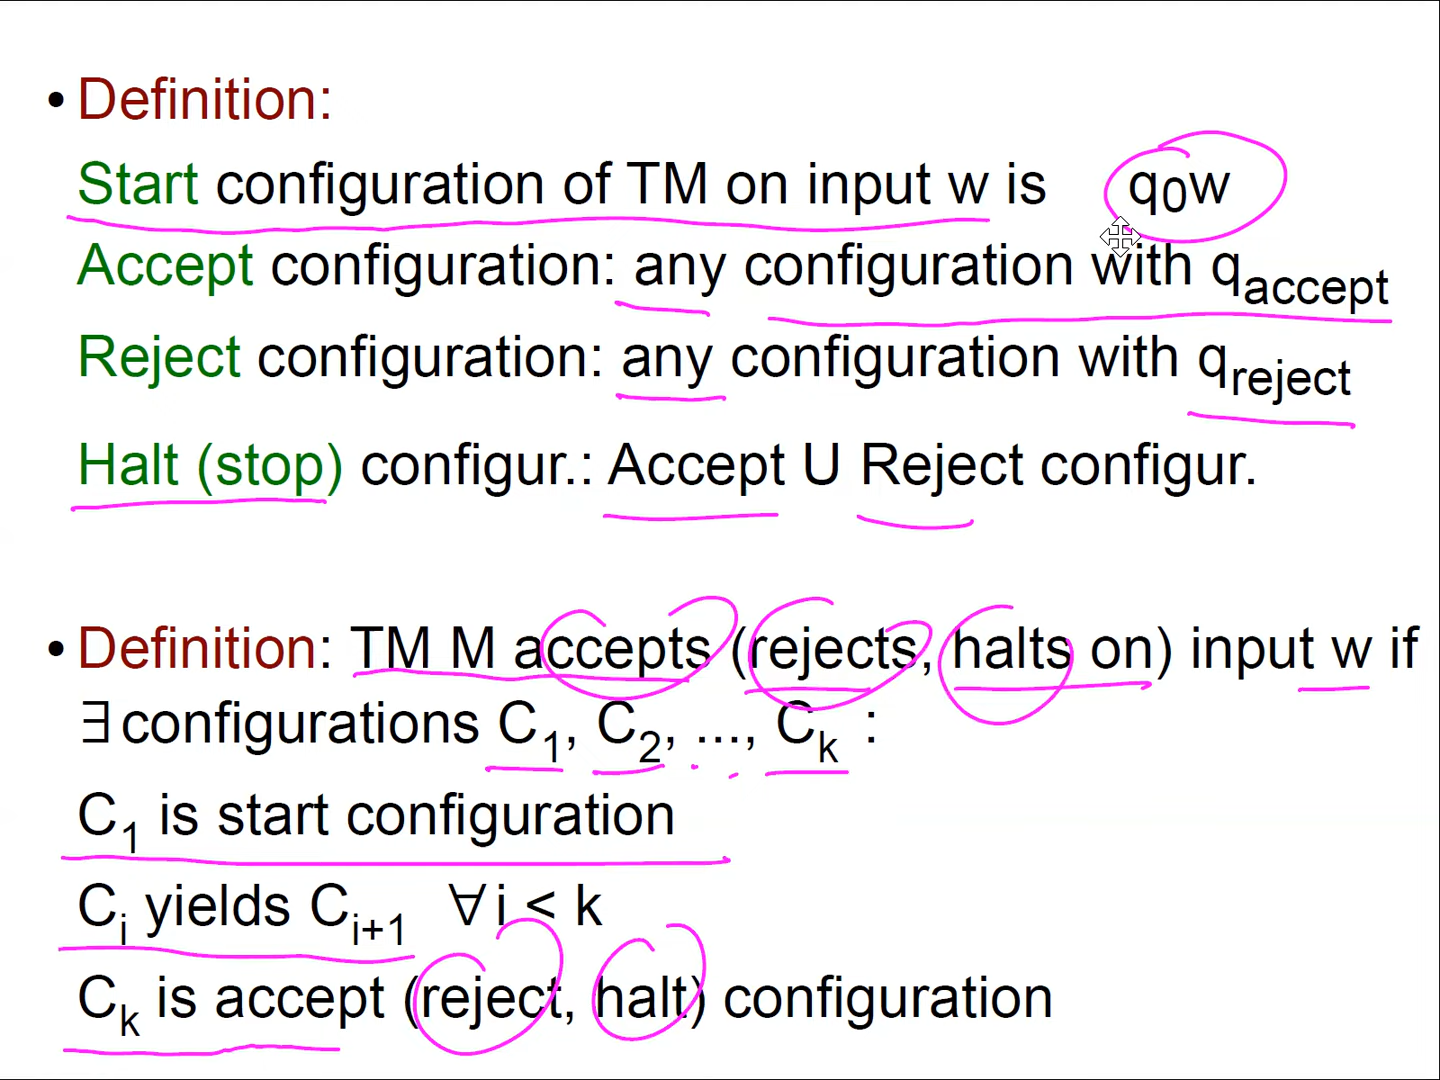 • Definition:
Start configuration of TM on input w is q₀w
Accept configuration: any configuration with q_accept
Reject configuration: any configuration with q_reject
Halt (stop) configur.: Accept U Reject configur.
• Definition: TM M accepts (rejects, halts on) input w if
∃ configurations C₁, C₂, ..., Cₖ :
C₁ is start configuration
Cᵢ yields Cᵢ₊₁ ∀ i < k
Cₖ is accept (reject, halt) configuration